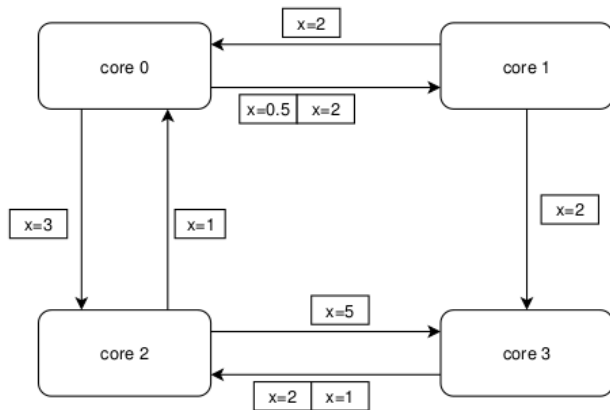 x=2
core 0
core 1
x=0.5 x=2
x=3
x=1
x=2
x=5
core 2
core 3
x=2 x=1